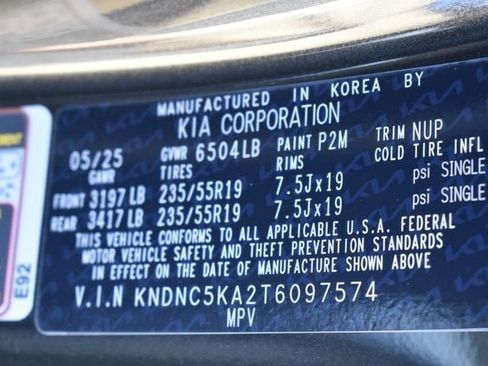 MANUFACTURED IN KOREA BY
KIA CORPORATION
05/25 GVWR 6504LB PAINT P2M TRIM NUP
GAWR TIRES RIMS COLD TIRE INFL
FRONT 3197 LB 235/55R19 7.5Jx19 psi SINGLE
REAR 3417 LB 235/55R19 7.5Jx19 psi SINGLE
THIS VEHICLE CONFORMS TO ALL APPLICABLE U.S.A. FEDERAL
MOTOR VEHICLE SAFETY AND THEFT PREVENTION STANDARDS
IN EFFECT ON THE DATE OF MANUFACTURE SHOWN ABOVE
V.I.N KNDNC5KA2T6097574
MPV
E92